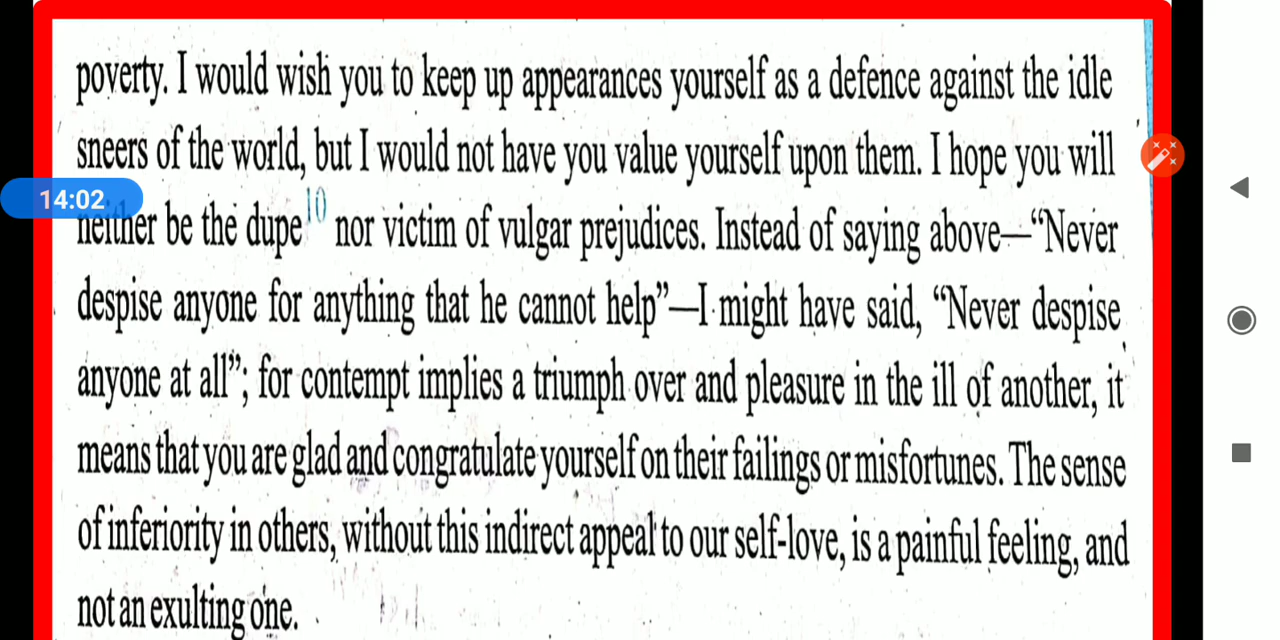 poverty. I would wish you to keep up appearances yourself as a defence against the idle
sneers of the world, but I would not have you value yourself upon them. I hope you will
14:02
neither be the dupe10 nor victim of vulgar prejudices. Instead of saying above—“Never
despise anyone for anything that he cannot help”—I might have said, “Never despise
anyone at all”; for contempt implies a triumph over and pleasure in the ill of another, it
means that you are glad and congratulate yourself on their failings or misfortunes. The sense
of inferiority in others, without this indirect appeal to our self-love, is a painful feeling, and
not an exulting one.